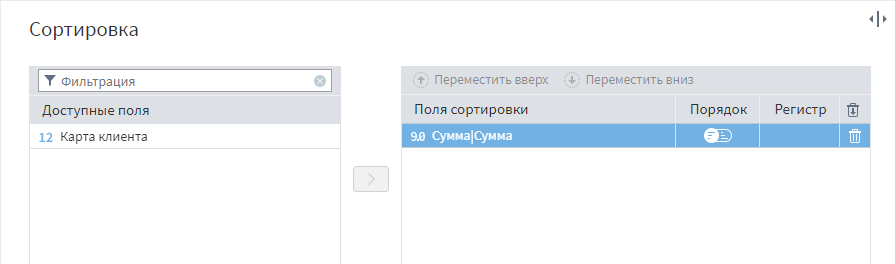 Сортировка
Фильтрация
Доступные поля
12 Карта клиента
Переместить вверх Переместить вниз
Поля сортировки Порядок Регистр
9.0 Сумма|Сумма